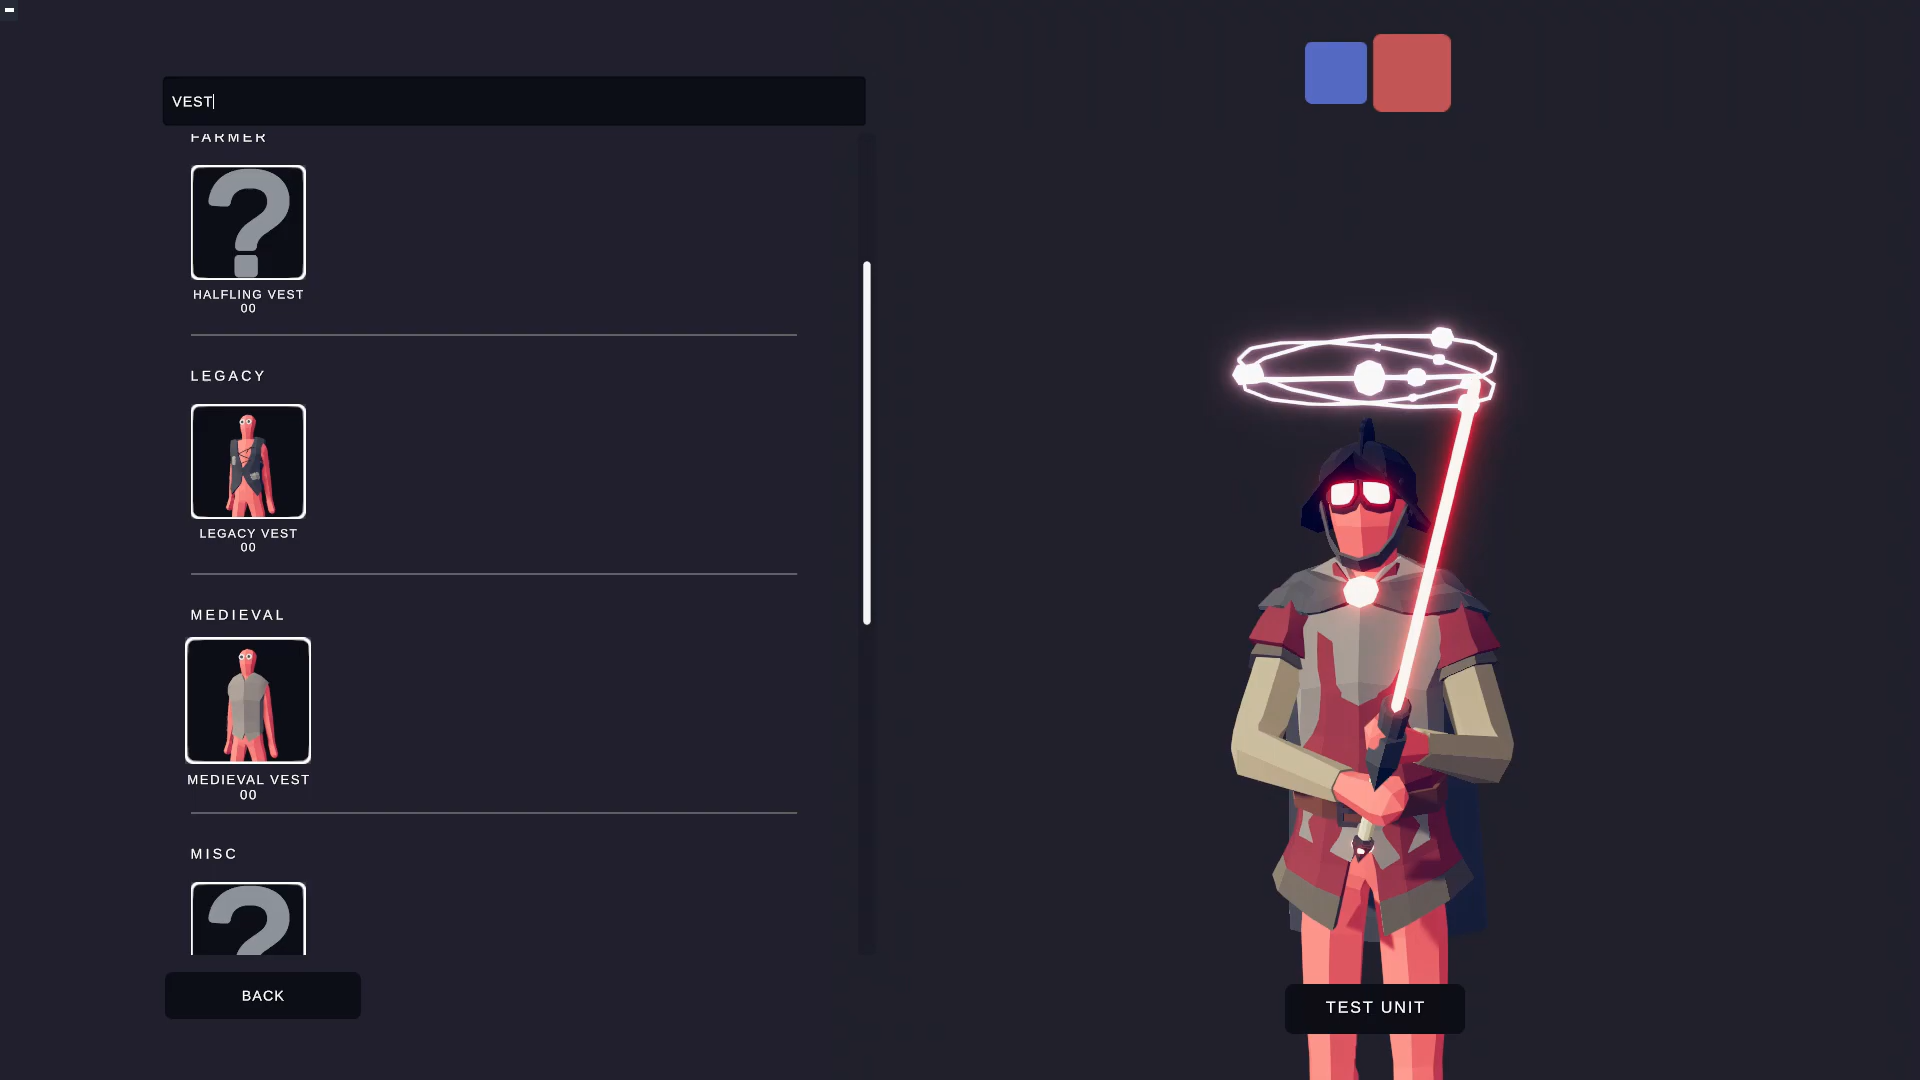 VEST
FARMER
HALFLING VEST
00
LEGACY
LEGACY VEST
00
MEDIEVAL
MEDIEVAL VEST
00
MISC
BACK
TEST UNIT